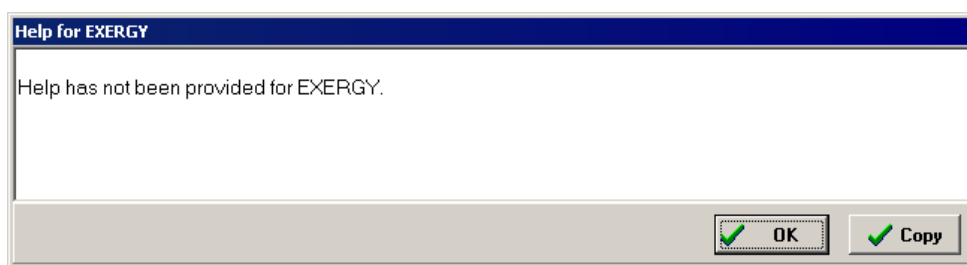 Help for EXERGY
Help has not been provided for EXERGY.
OK
Copy